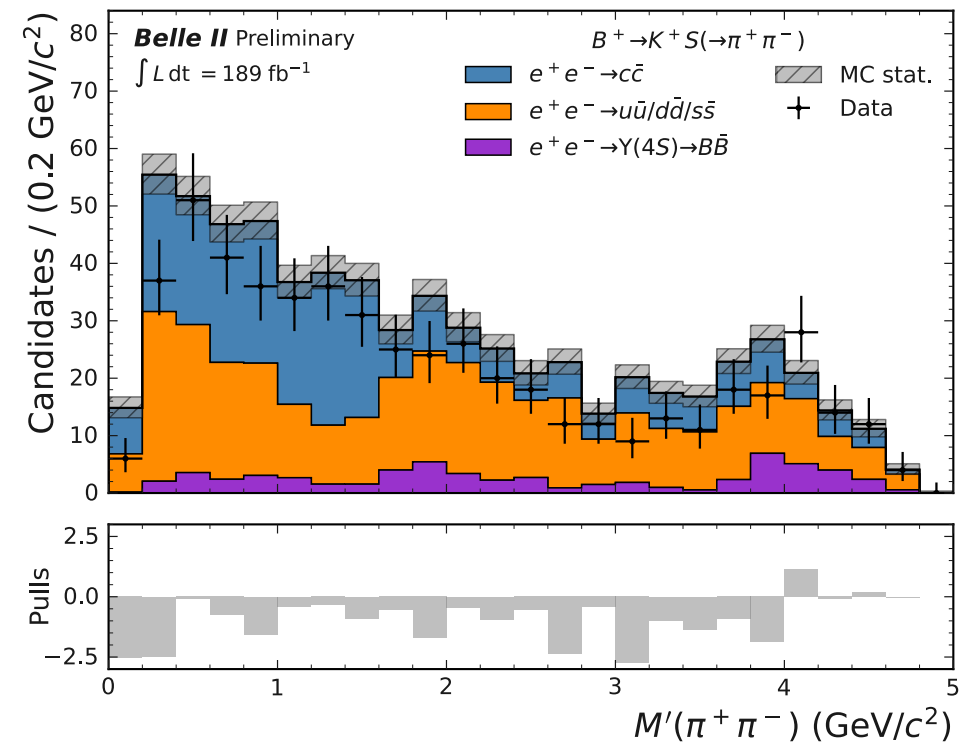 Belle II Preliminary
∫ L dt = 189 fb⁻¹
B⁺→K⁺S(→π⁺π⁻)
e⁺e⁻→cc̄
e⁺e⁻→uū/dd̄/ss̄
e⁺e⁻→Υ(4S)→BB̄
MC stat.
Data
Candidates / (0.2 GeV/c²)
80
70
60
50
40
30
20
10
0
Pulls
2.5
0.0
−2.5
0 1 2 3 4 5
M′(π⁺π⁻) (GeV/c²)